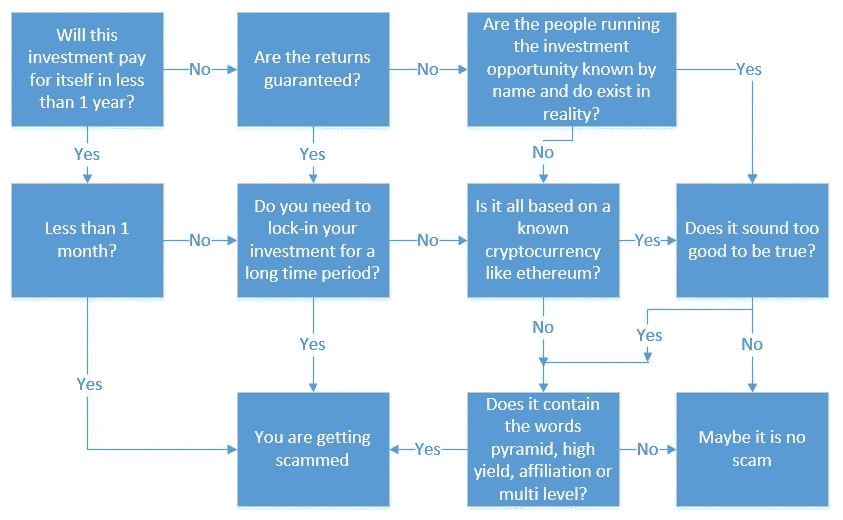 Will this
investment pay
for itself in less
than 1 year?
No
Are the returns
guaranteed?
No
Are the people running
the investment
opportunity known by
name and do exist in
reality?
Yes
Yes
Yes
No
Less than 1
month?
No
Do you need to
lock-in your
investment for a
long time period?
No
Is it all based on a
known
cryptocurrency
like ethereum?
Yes
Does it sound too
good to be true?
Yes
Yes
No
Yes
No
You are getting
scammed
Yes
Does it contain
the words
pyramid, high
yield, affiliation or
multi level?
No
Maybe it is no
scam